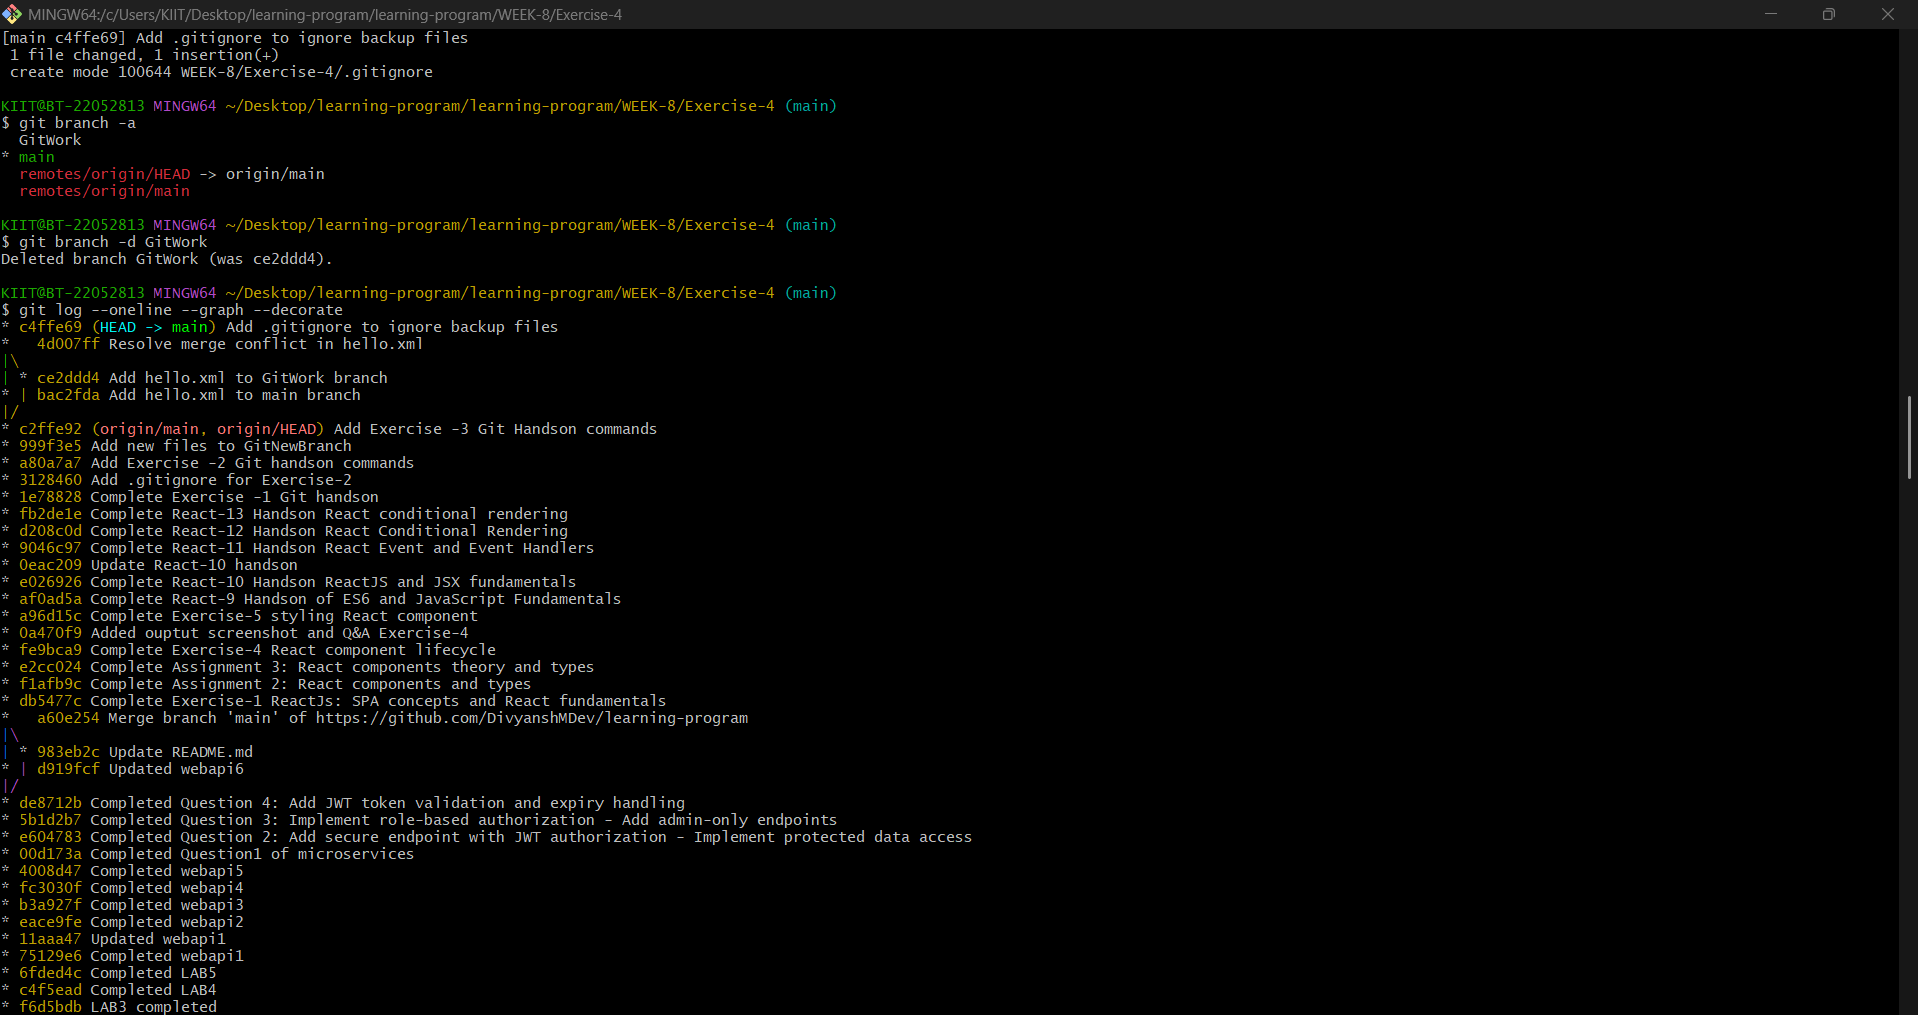 MINGW64:/c/Users/KIIT/Desktop/learning-program/learning-program/WEEK-8/Exercise-4
[main c4ffe69] Add .gitignore to ignore backup files
 1 file changed, 1 insertion(+)
 create mode 100644 WEEK-8/Exercise-4/.gitignore
KIIT@BT-22052813 MINGW64 ~/Desktop/learning-program/learning-program/WEEK-8/Exercise-4 (main)
$ git branch -a
  GitWork
* main
  remotes/origin/HEAD -> origin/main
  remotes/origin/main
KIIT@BT-22052813 MINGW64 ~/Desktop/learning-program/learning-program/WEEK-8/Exercise-4 (main)
$ git branch -d GitWork
Deleted branch GitWork (was ce2ddd4).
KIIT@BT-22052813 MINGW64 ~/Desktop/learning-program/learning-program/WEEK-8/Exercise-4 (main)
$ git log --oneline --graph --decorate
* c4ffe69 (HEAD -> main) Add .gitignore to ignore backup files
*   4d007ff Resolve merge conflict in hello.xml
|\
| * ce2ddd4 Add hello.xml to GitWork branch
* | bac2fda Add hello.xml to main branch
|/
* c2ffe92 (origin/main, origin/HEAD) Add Exercise -3 Git Handson commands
* 999f3e5 Add new files to GitNewBranch
* a80a7a7 Add Exercise -2 Git handson commands
* 3128460 Add .gitignore for Exercise-2
* 1e78828 Complete Exercise -1 Git handson
* fb2de1e Complete React-13 Handson React conditional rendering
* d208c0d Complete React-12 Handson React Conditional Rendering
* 9046c97 Complete React-11 Handson React Event and Event Handlers
* 0eac209 Update React-10 handson
* e026926 Complete React-10 Handson ReactJS and JSX fundamentals
* af0ad5a Complete React-9 Handson of ES6 and JavaScript Fundamentals
* a96d15c Complete Exercise-5 styling React component
* 0a470f9 Added ouptut screenshot and Q&A Exercise-4
* fe9bca9 Complete Exercise-4 React component lifecycle
* e2cc024 Complete Assignment 3: React components theory and types
* f1afb9c Complete Assignment 2: React components and types
* db5477c Complete Exercise-1 ReactJs: SPA concepts and React fundamentals
*   a60e254 Merge branch 'main' of https://github.com/DivyanshMDev/learning-program
|\
| * 983eb2c Update README.md
* | d919fcf Updated webapi6
|/
* de8712b Completed Question 4: Add JWT token validation and expiry handling
* 5b1d2b7 Completed Question 3: Implement role-based authorization - Add admin-only endpoints
* e604783 Completed Question 2: Add secure endpoint with JWT authorization - Implement protected data access
* 00d173a Completed Question1 of microservices
* 4008d47 Completed webapi5
* fc3030f Completed webapi4
* b3a927f Completed webapi3
* eace9fe Completed webapi2
* 11aaa47 Updated webapi1
* 75129e6 Completed webapi1
* 6fded4c Completed LAB5
* c4f5ead Completed LAB4
* f6d5bdb LAB3 completed